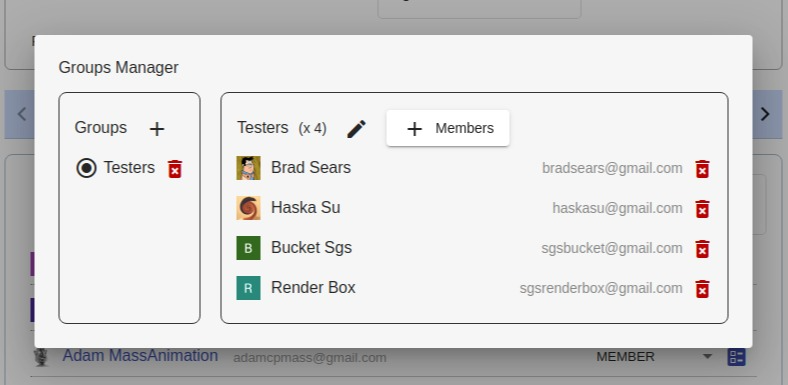 Groups Manager
Groups
Testers
Testers (x 4)
Members
Brad Sears bradsears@gmail.com
Haska Su haskasu@gmail.com
B Bucket Sgs sgsbucket@gmail.com
R Render Box sgsrenderbox@gmail.com
Adam MassAnimation adamcpmass@gmail.com MEMBER